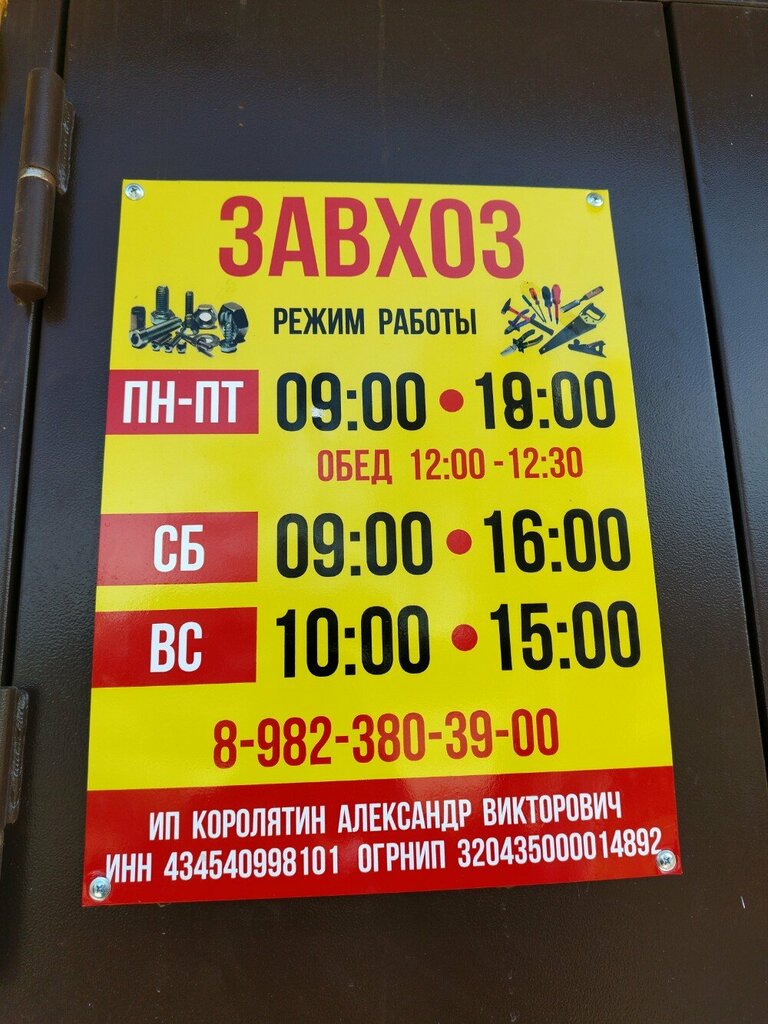 ЗАВХОЗ
РЕЖИМ РАБОТЫ
ПН-ПТ 09:00 • 18:00
ОБЕД 12:00 - 12:30
СБ 09:00 • 16:00
ВС 10:00 • 15:00
8-982-380-39-00
ИП КОРОЛЯТИН АЛЕКСАНДР ВИКТОРОВИЧ
ИНН 434540998101 ОГРНИП 320435000014892